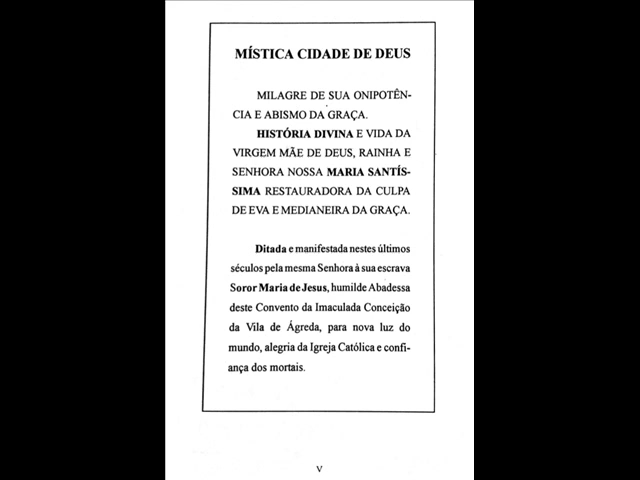 MÍSTICA CIDADE DE DEUS
MILAGRE DE SUA ONIPOTÊN-
CIA E ABISMO DA GRAÇA.
HISTÓRIA DIVINA E VIDA DA
VIRGEM MÃE DE DEUS, RAINHA E
SENHORA NOSSA MARIA SANTÍS-
SIMA RESTAURADORA DA CULPA
DE EVA E MEDIANEIRA DA GRAÇA.
Ditada e manifestada nestes últimos
séculos pela mesma Senhora à sua escrava
Soror Maria de Jesus, humilde Abadessa
deste Convento da Imaculada Conceição
da Vila de Ágreda, para nova luz do
mundo, alegria da Igreja Católica e confi-
ança dos mortais.
V